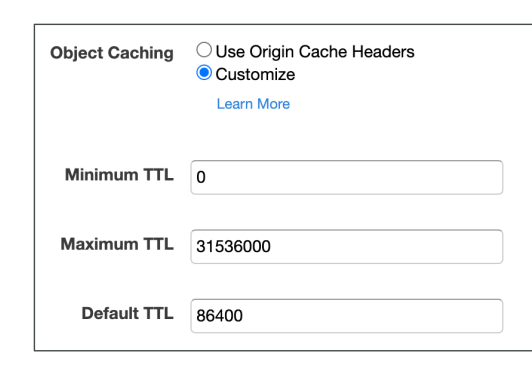 Object Caching
Use Origin Cache Headers
Customize
Learn More
Minimum TTL 0
Maximum TTL 31536000
Default TTL 86400